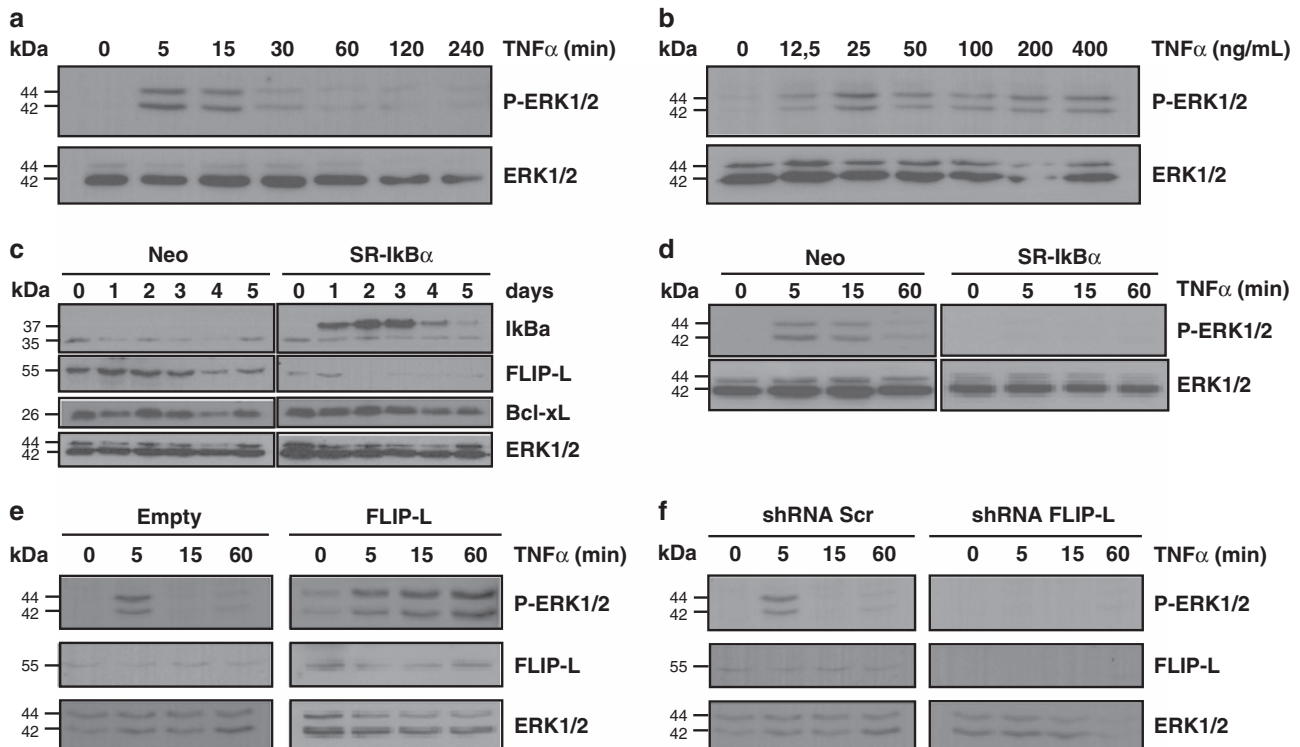 a
kDa 0 5 15 30 60 120 240 TNFα (min)
44
42
P-ERK1/2
44
42
ERK1/2
b
kDa 0 12,5 25 50 100 200 400 TNFα (ng/mL)
44
42
P-ERK1/2
44
42
ERK1/2
c
Neo SR-IkBα
kDa 0 1 2 3 4 5 0 1 2 3 4 5 days
37
35
IkBa
55
FLIP-L
26
Bcl-xL
44
42
ERK1/2
d
Neo SR-IkBα
kDa 0 5 15 60 0 5 15 60 TNFα (min)
44
42
P-ERK1/2
44
42
ERK1/2
e
Empty FLIP-L
kDa 0 5 15 60 0 5 15 60 TNFα (min)
44
42
P-ERK1/2
55
FLIP-L
44
42
ERK1/2
f
shRNA Scr shRNA FLIP-L
kDa 0 5 15 60 0 5 15 60 TNFα (min)
44
42
P-ERK1/2
55
FLIP-L
44
42
ERK1/2